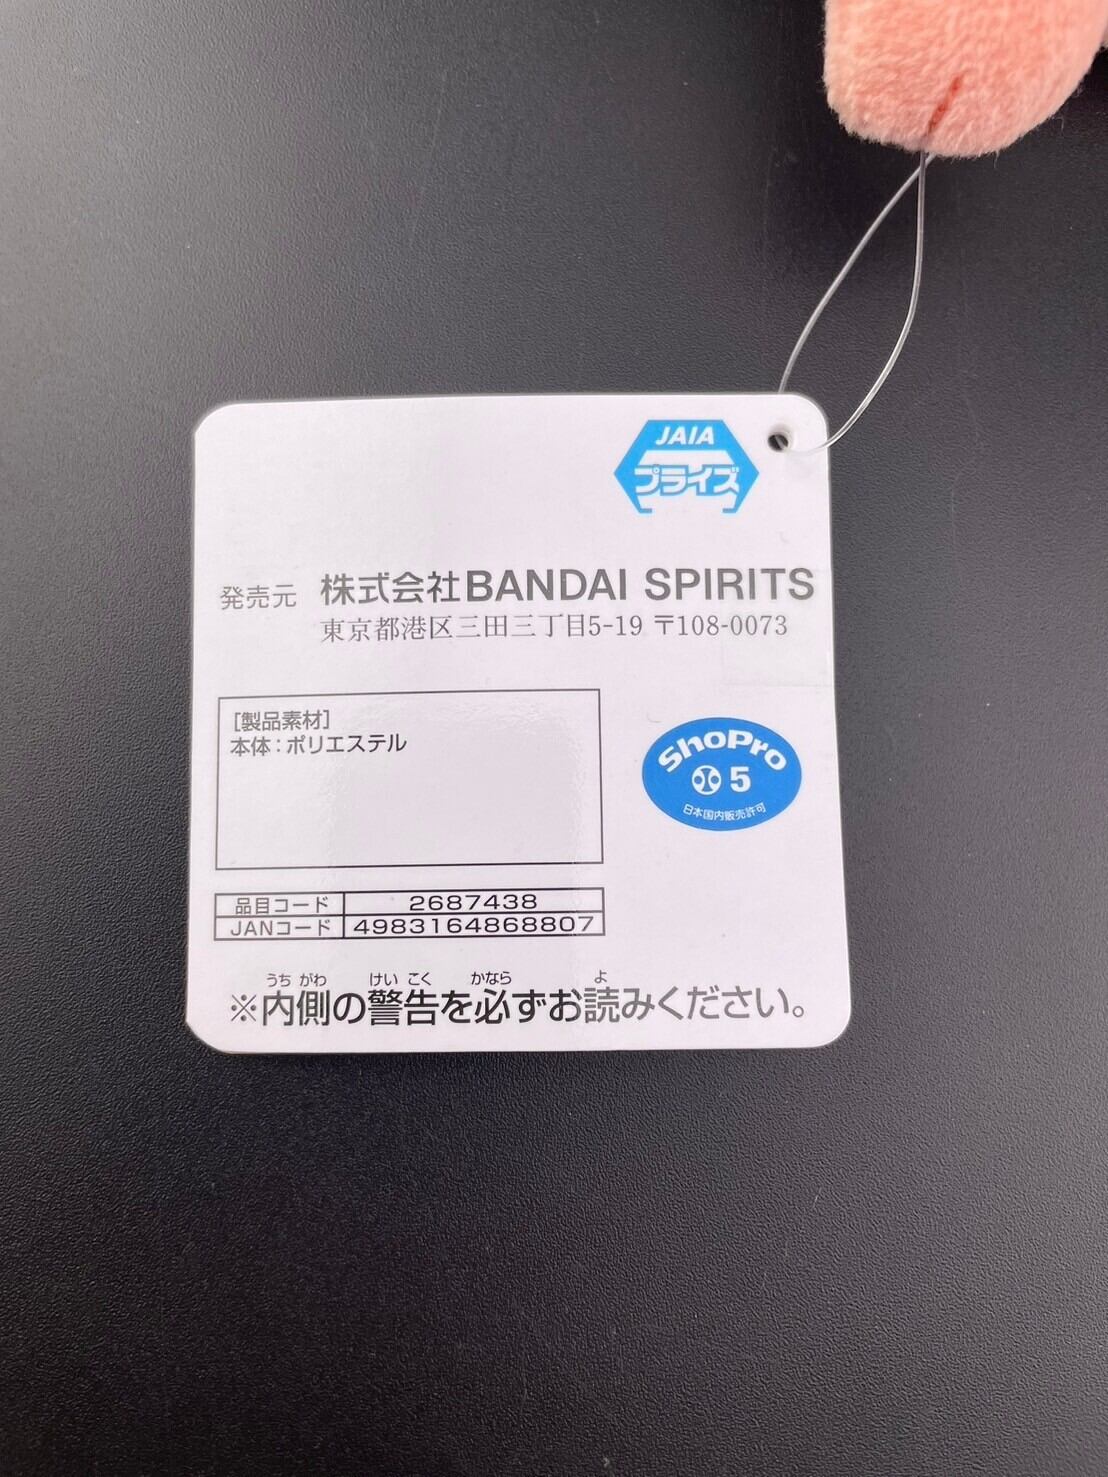 JAIA
プライズ
発売元 株式会社BANDAI SPIRITS
東京都港区三田三丁目5-19 〒108-0073
[製品素材]
本体：ポリエステル
ShoPro
5
日本国内販売許可
品目コード 2687438
JANコード 4983164868807
うち がわ けい こく かなら よ
※内側の警告を必ずお読みください。